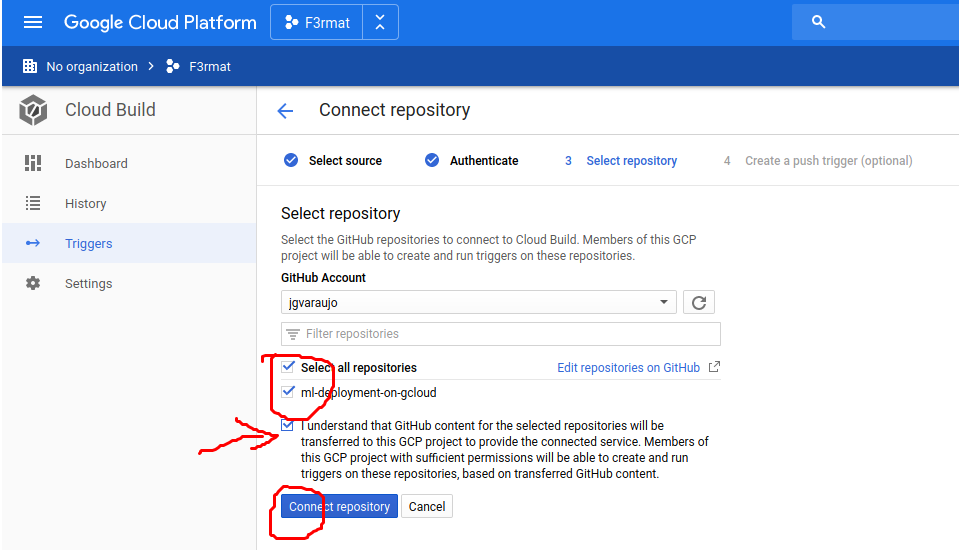 Google Cloud Platform F3rmat
No organization F3rmat
Cloud Build
Connect repository
Dashboard
History
Triggers
Settings
Select source Authenticate 3 Select repository 4 Create a push trigger (optional)
Select repository
Select the GitHub repositories to connect to Cloud Build. Members of this GCP
project will be able to create and run triggers on these repositories.
GitHub Account
jgvaraujo
Filter repositories
Select all repositories Edit repositories on GitHub
ml-deployment-on-gcloud
I understand that GitHub content for the selected repositories will be
transferred to this GCP project to provide the connected service. Members of
this GCP project with sufficient permissions will be able to create and run
triggers on these repositories, based on transferred GitHub content.
Connect repository Cancel